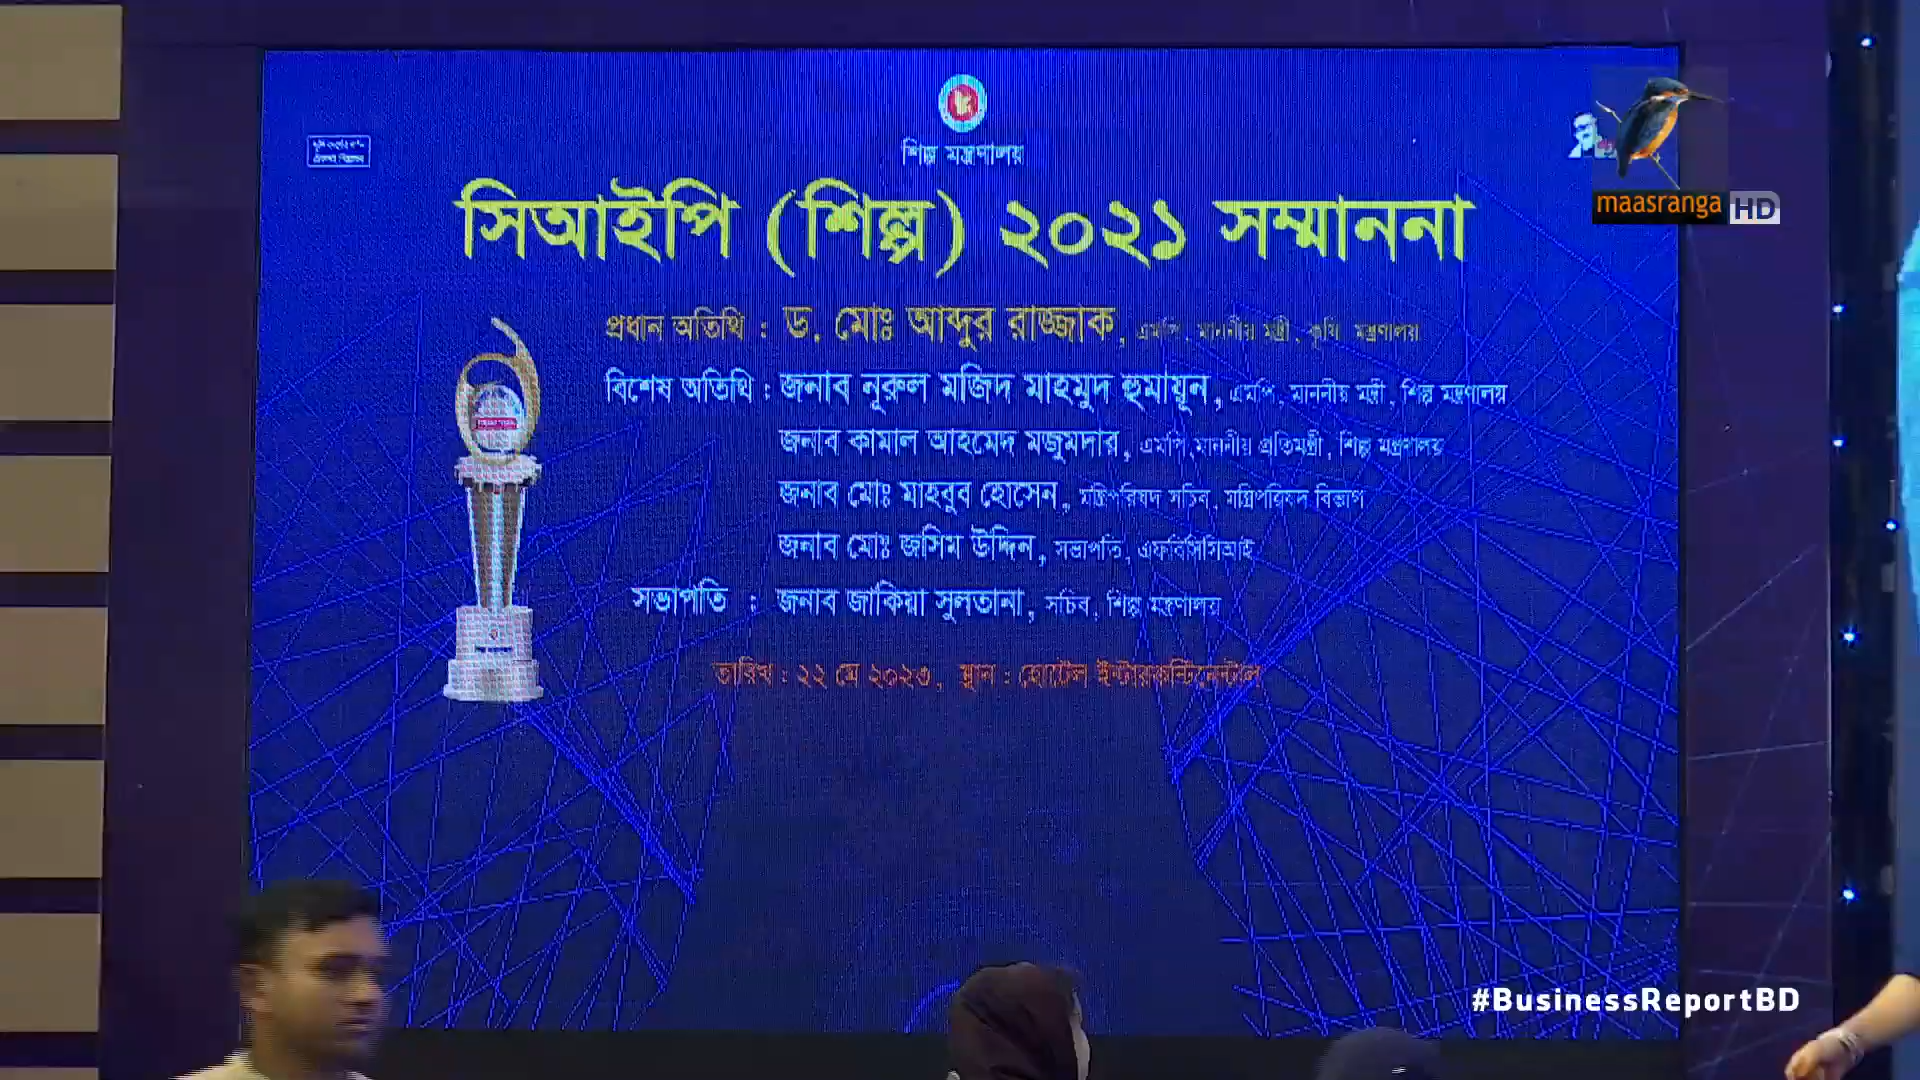 শিল্প মন্ত্রণালয়
সিআইপি (শিল্প) ২০২১ সম্মাননা
প্রধান অতিথি : ড. মোঃ আব্দুর রাজ্জাক, এমপি, মাননীয় মন্ত্রী, কৃষি মন্ত্রণালয়
বিশেষ অতিথি : জনাব নূরুল মজিদ মাহমুদ হুমায়ূন, এমপি, মাননীয় মন্ত্রী, শিল্প মন্ত্রণালয়
জনাব কামাল আহমেদ মজুমদার, এমপি, মাননীয় প্রতিমন্ত্রী, শিল্প মন্ত্রণালয়
জনাব মোঃ মাহবুব হোসেন, মন্ত্রিপরিষদ সচিব, মন্ত্রিপরিষদ বিভাগ
জনাব মোঃ জসিম উদ্দিন, সভাপতি, এফবিসিসিআই
সভাপতি : জনাব জাকিয়া সুলতানা, সচিব, শিল্প মন্ত্রণালয়
তারিখ : ২২ মে ২০২৩, স্থান : হোটেল ইন্টারকন্টিনেন্টাল
maasranga HD
#BusinessReportBD